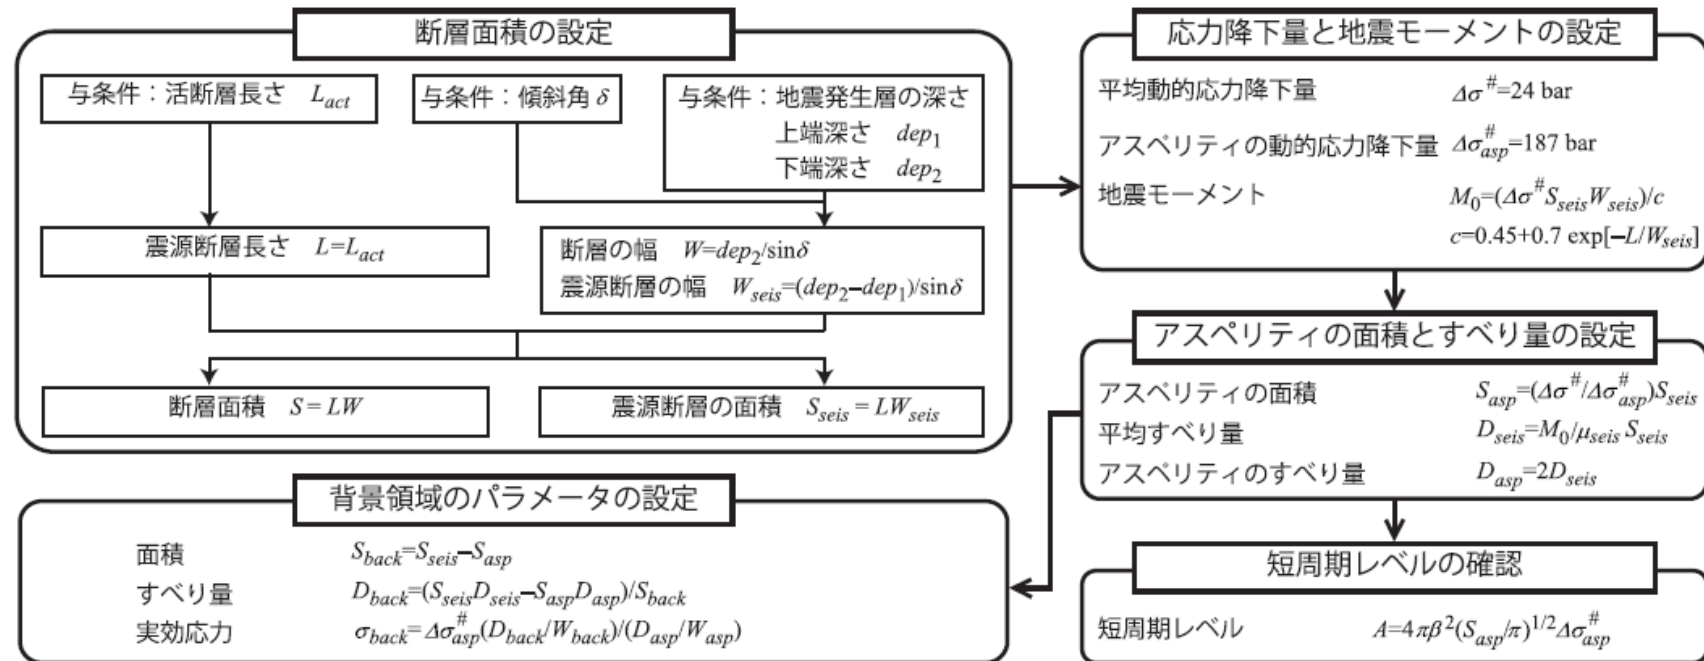 断層面積の設定
与条件：活断層長さ L_act
与条件：傾斜角 δ
与条件：地震発生層の深さ
上端深さ dep_1
下端深さ dep_2
震源断層長さ L=L_act
断層の幅 W=dep_2/sinδ
震源断層の幅 W_seis=(dep_2–dep_1)/sinδ
断層面積 S=LW
震源断層の面積 S_seis=LW_seis
応力降下量と地震モーメントの設定
平均動的応力降下量 Δσ^#=24 bar
アスペリティの動的応力降下量 Δσ^#_asp=187 bar
地震モーメント M_0=(Δσ^# S_seis W_seis)/c
c=0.45+0.7 exp[–L/W_seis]
アスペリティの面積とすべり量の設定
アスペリティの面積 S_asp=(Δσ^#/Δσ^#_asp)S_seis
平均すべり量 D_seis=M_0/μ_seis S_seis
アスペリティのすべり量 D_asp=2D_seis
短周期レベルの確認
短周期レベル A=4πβ^2(S_asp/π)^1/2 Δσ^#_asp
背景領域のパラメータの設定
面積 S_back=S_seis–S_asp
すべり量 D_back=(S_seis D_seis–S_asp D_asp)/S_back
実効応力 σ_back=Δσ^#_asp(D_back/W_back)/(D_asp/W_asp)